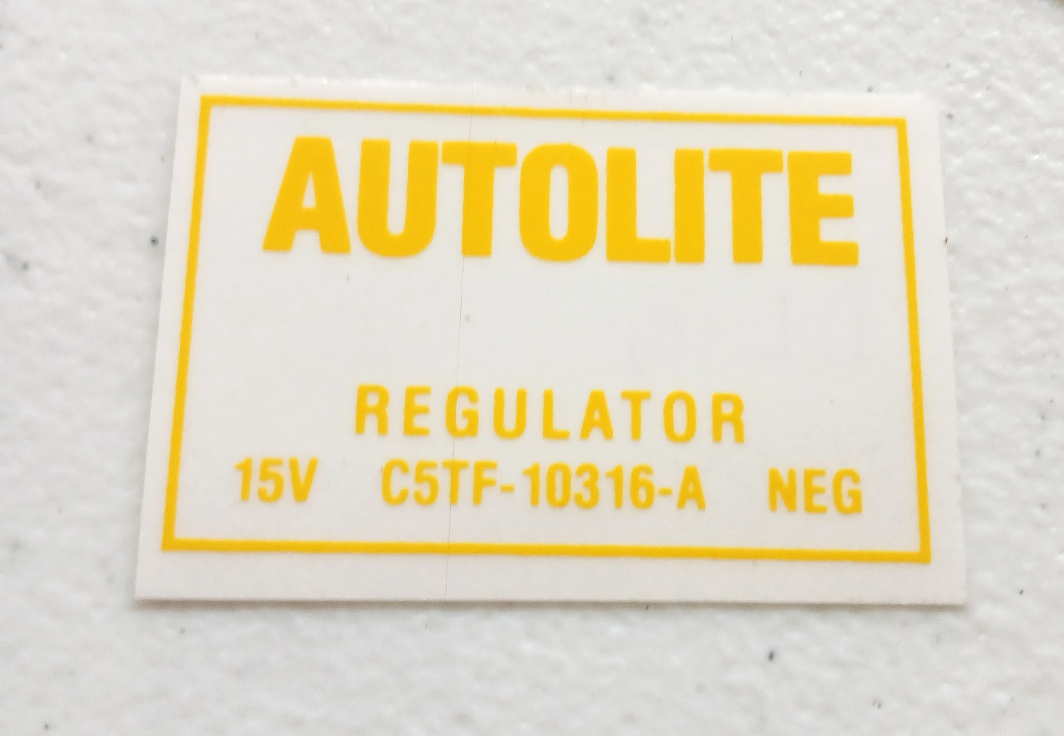 AUTOLITE
REGULATOR
15V C5TF-10316-A NEG